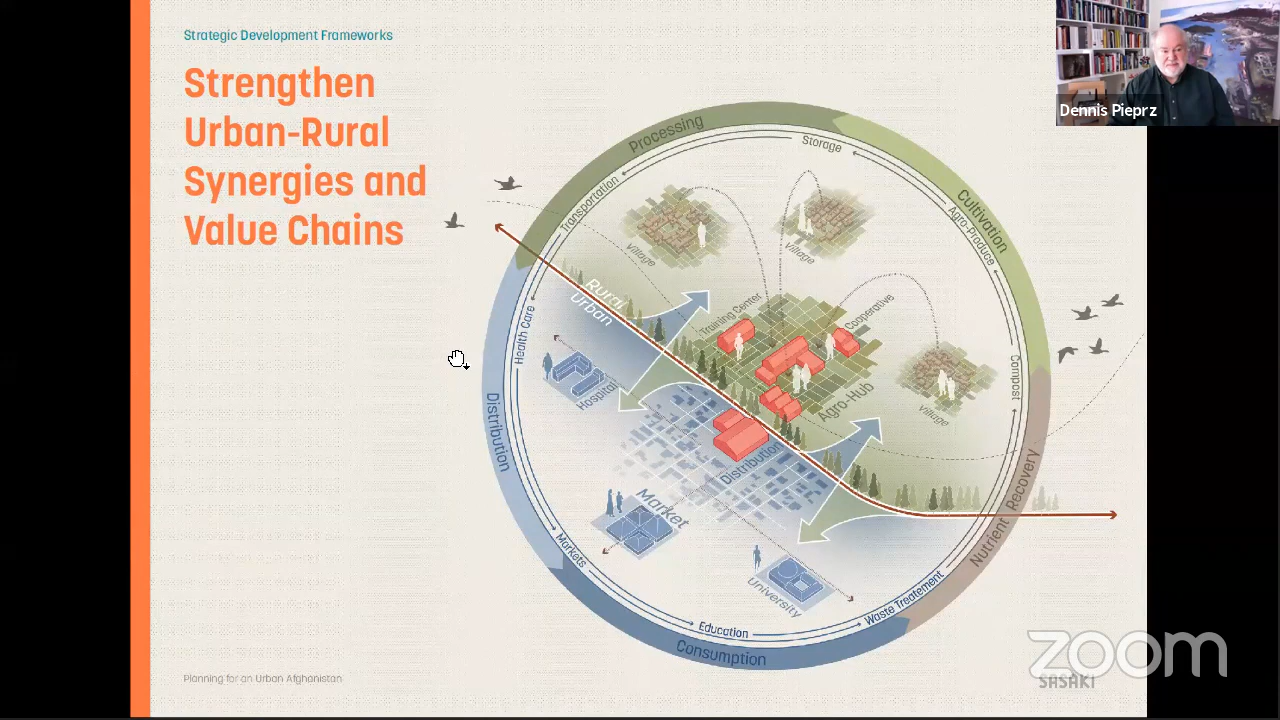 Strategic Development Frameworks
Strengthen
Urban-Rural
Synergies and
Value Chains
Dennis Pieprz
Processing
Storage
Cultivation
Agro-Produce
Transportation
Village
Village
Rural
Urban
Training Center
Cooperative
Health Care
Compost
Hospital
Agro-Hub
Village
Distribution
Distribution
Market
Nutrient Recovery
Markets
University
Waste Treatement
Education
Consumption
Planning for an Urban Afghanistan
zoom
SASAKI